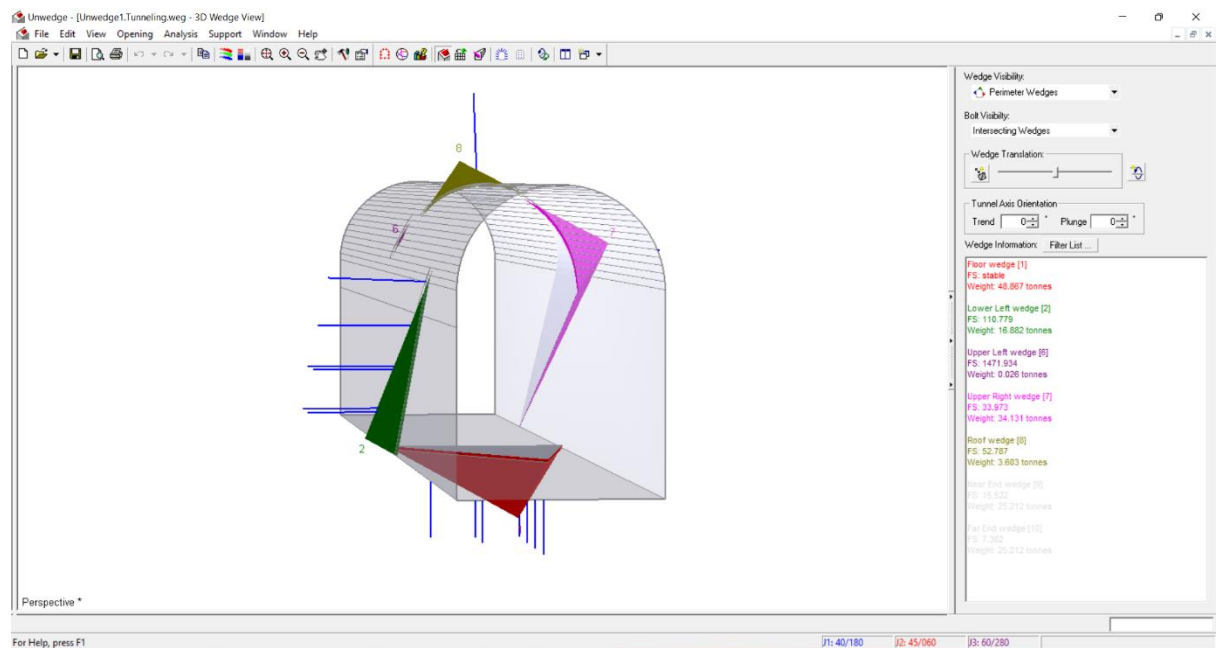 Unwedge - [Unwedge1.Tunneling.weg - 3D Wedge View]
File Edit View Opening Analysis Support Window Help
Wedge Visibility:
Perimeter Wedges
Bolt Visibilty:
Intersecting Wedges
Wedge Translation:
Tunnel Axis Orientation
Trend 0 ° Plunge 0 °
Wedge Information: Filter List ...
Floor wedge [1]
FS: stable
Weight: 48.867 tonnes
Lower Left wedge [2]
FS: 110.779
Weight: 16.882 tonnes
Upper Left wedge [6]
FS: 1471.934
Weight: 0.026 tonnes
Upper Right wedge [7]
FS: 33.973
Weight: 34.131 tonnes
Roof wedge [8]
FS: 52.787
Weight: 3.603 tonnes
Near End wedge [9]
FS: 15.522
Weight: 25.212 tonnes
Far End wedge [10]
FS: 7.382
Weight: 25.212 tonnes
8
6
7
2
Perspective *
For Help, press F1
J1: 40/180
J2: 45/060
J3: 60/280